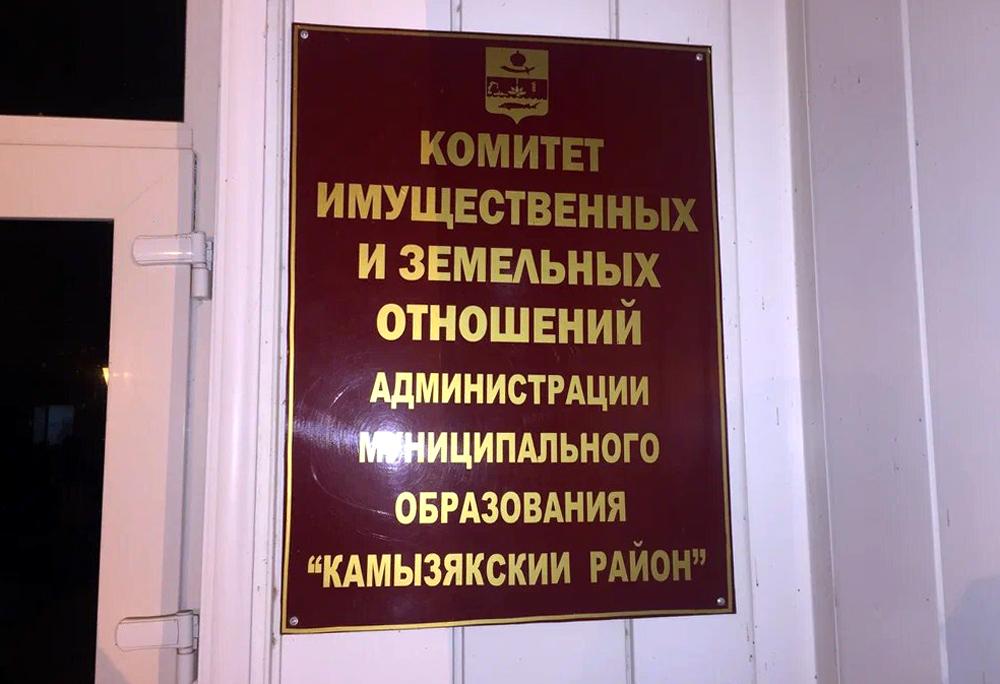 КОМИТЕТ
ИМУЩЕСТВЕННЫХ
И ЗЕМЕЛЬНЫХ
ОТНОШЕНИЙ
АДМИНИСТРАЦИИ
МУНИЦИПАЛЬНОГО
ОБРАЗОВАНИЯ
“КАМЫЗЯКСКИИ РАЙОН”